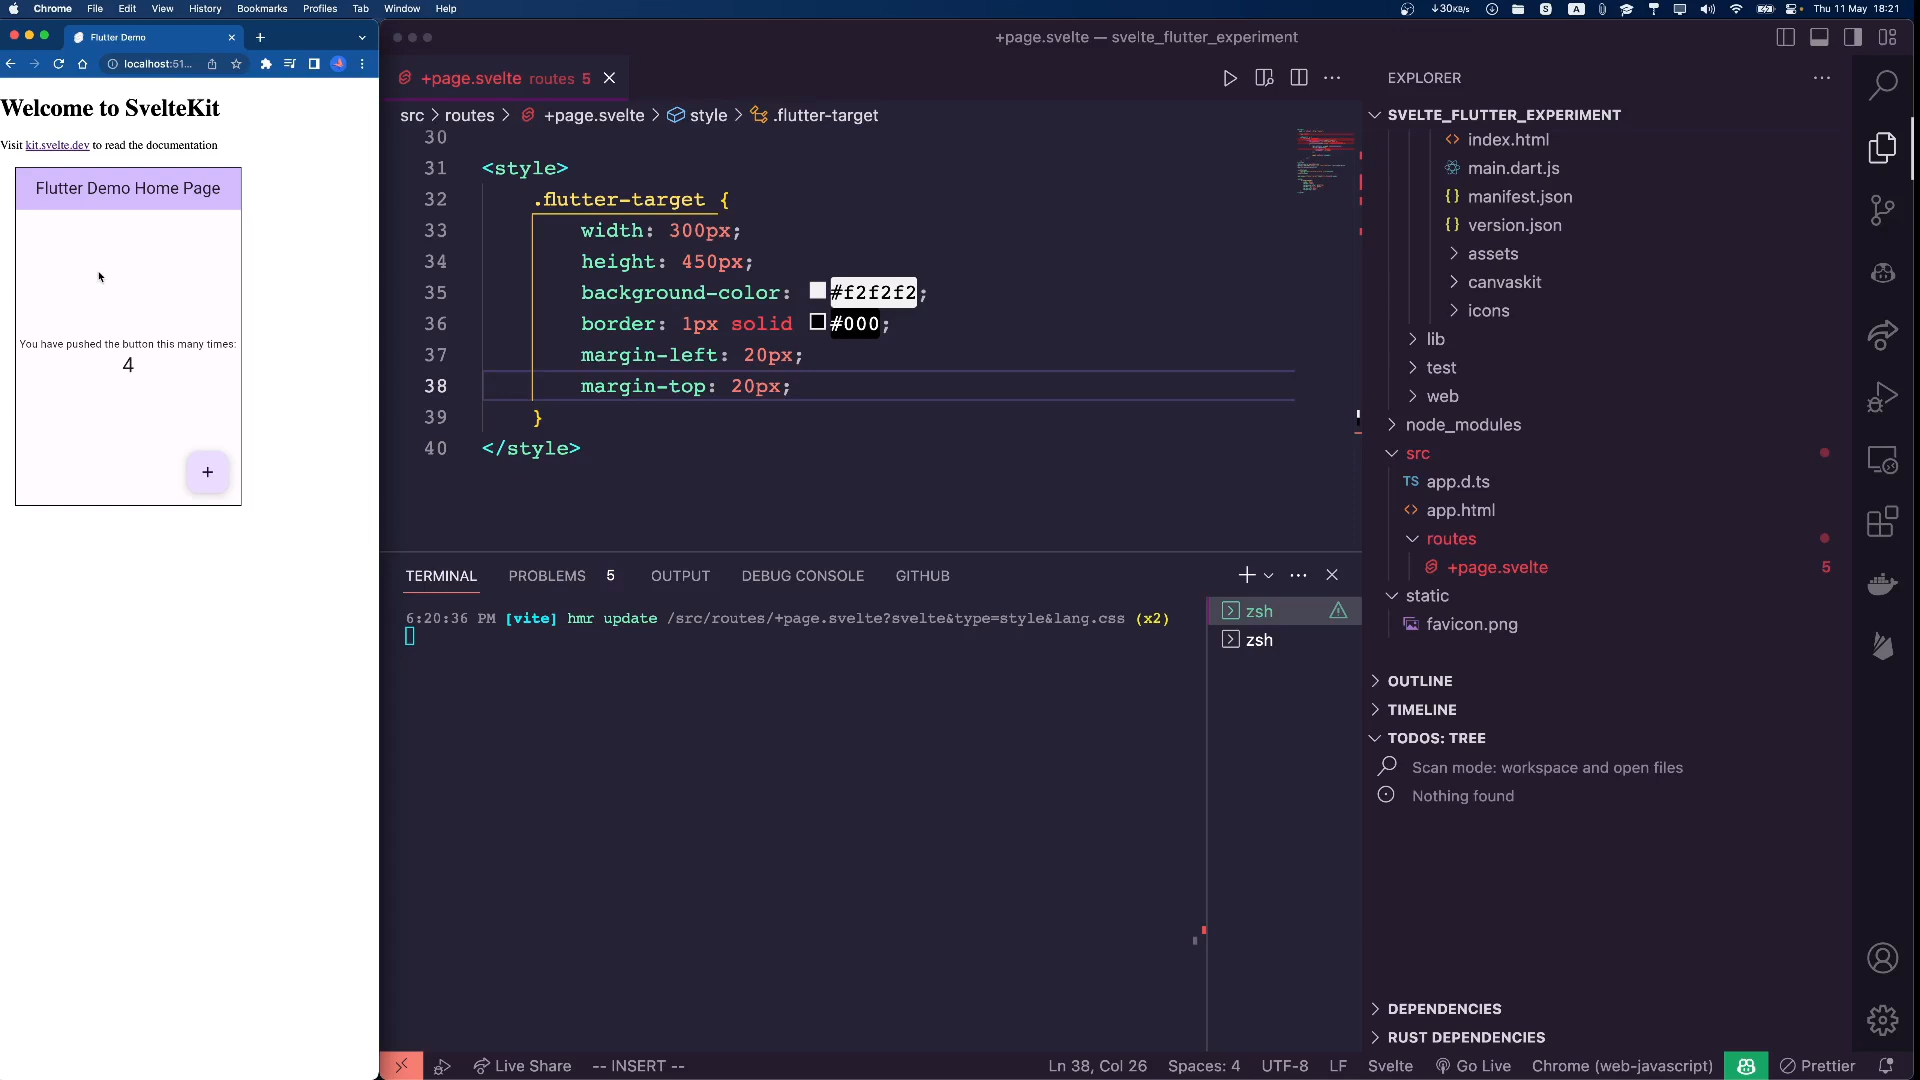 Chrome File Edit View History Bookmarks Profiles Tab Window Help
↓30KB/s
Thu 11 May 18:21
Flutter Demo
localhost:51...
Welcome to SvelteKit
Visit kit.svelte.dev to read the documentation
Flutter Demo Home Page
You have pushed the button this many times:
4
+
+page.svelte — svelte_flutter_experiment
+page.svelte routes 5
src > routes > +page.svelte > style > .flutter-target
30
31 <style>
32 .flutter-target {
33 width: 300px;
34 height: 450px;
35 background-color: #f2f2f2;
36 border: 1px solid #000;
37 margin-left: 20px;
38 margin-top: 20px;
39 }
40 </style>
TERMINAL PROBLEMS 5 OUTPUT DEBUG CONSOLE GITHUB
6:20:36 PM [vite] hmr update /src/routes/+page.svelte?svelte&type=style&lang.css (x2)
zsh
zsh
EXPLORER
SVELTE_FLUTTER_EXPERIMENT
index.html
main.dart.js
{} manifest.json
{} version.json
assets
canvaskit
icons
lib
test
web
node_modules
src
TS app.d.ts
<> app.html
routes
+page.svelte 5
static
favicon.png
OUTLINE
TIMELINE
TODOS: TREE
Scan mode: workspace and open files
Nothing found
DEPENDENCIES
RUST DEPENDENCIES
Live Share -- INSERT -- Ln 38, Col 26 Spaces: 4 UTF-8 LF Svelte Go Live Chrome (web-javascript) Prettier